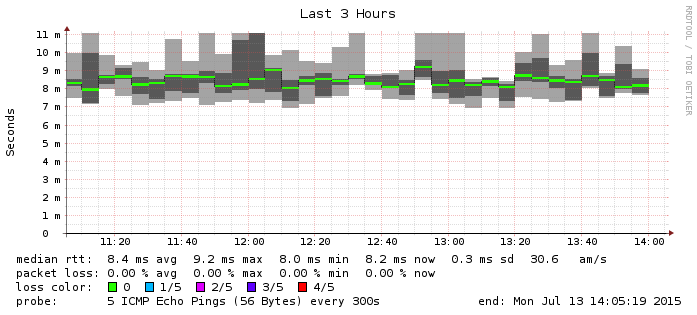 Last 3 Hours
RRDTOOL / TOBI OETIKER
Seconds
11 m
10 m
9 m
8 m
7 m
6 m
5 m
4 m
3 m
2 m
1 m
0
11:20 11:40 12:00 12:20 12:40 13:00 13:20 13:40 14:00
median rtt: 8.4 ms avg 9.2 ms max 8.0 ms min 8.2 ms now 0.3 ms sd 30.6 am/s
packet loss: 0.00 % avg 0.00 % max 0.00 % min 0.00 % now
loss color: 0 1/5 2/5 3/5 4/5
probe: 5 ICMP Echo Pings (56 Bytes) every 300s end: Mon Jul 13 14:05:19 2015